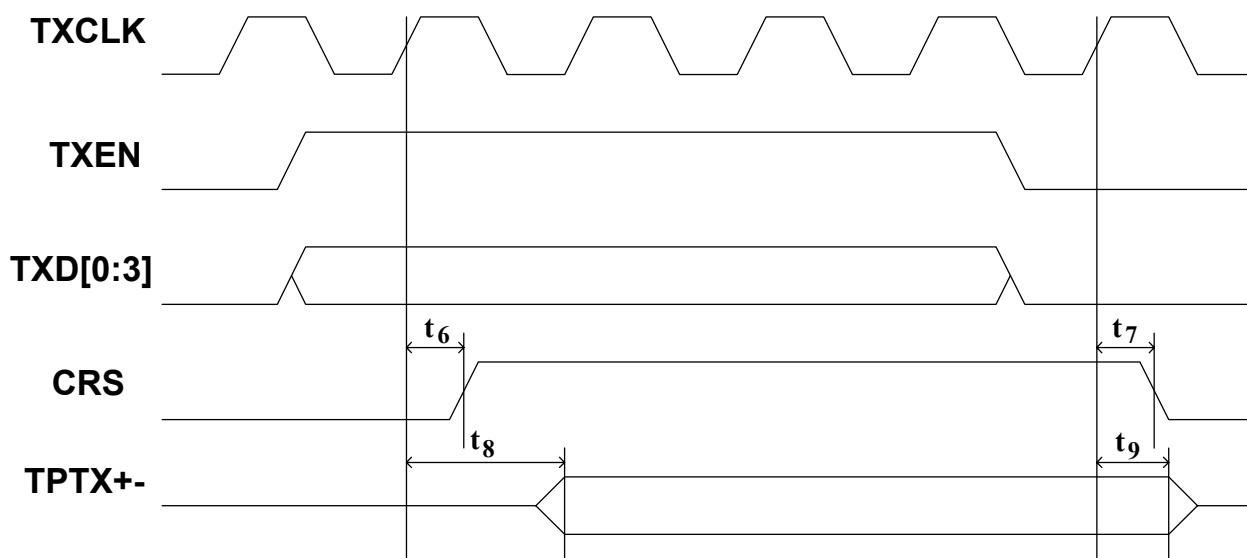 TXCLK
TXEN
TXD[0:3]
t6 t7
CRS
t8 t9
TPTX+-